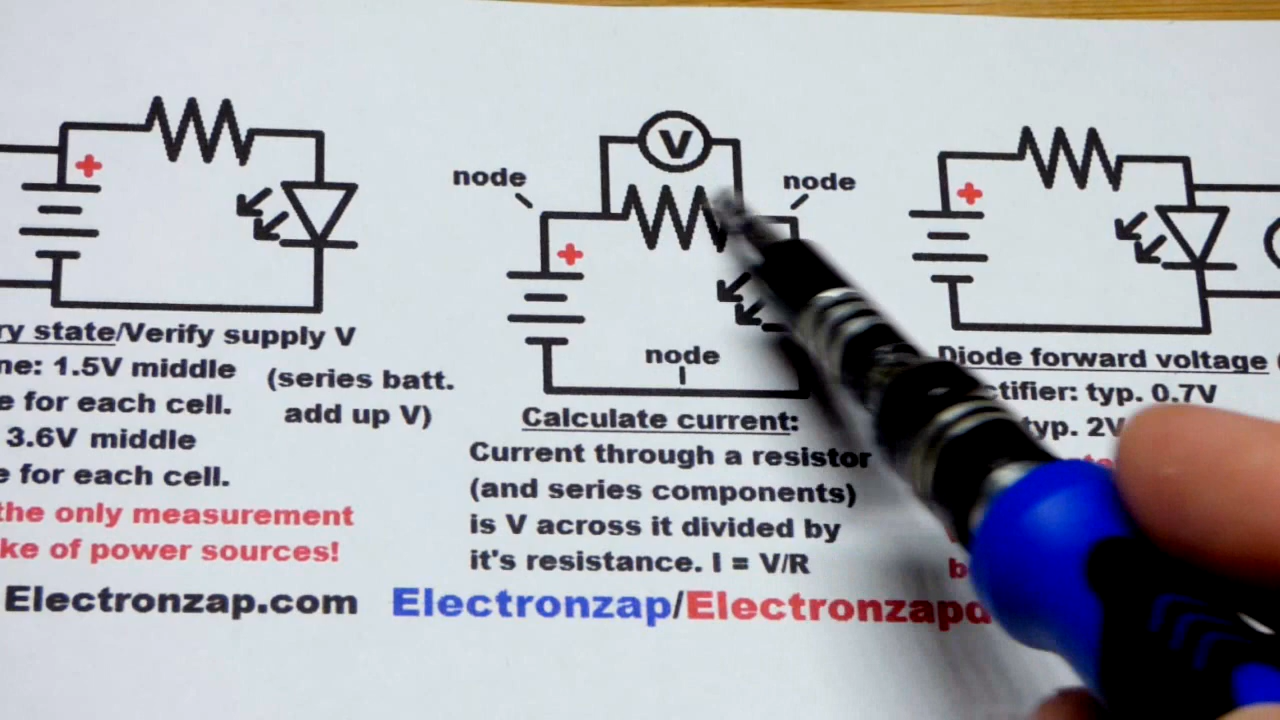 V
node
node
node
ry state/Verify supply V
ne: 1.5V middle
(series batt.
e for each cell.
add up V)
3.6V middle
e for each cell.
the only measurement
ke of power sources!
Calculate current:
Current through a resistor
(and series components)
is V across it divided by
it's resistance. I = V/R
Diode forward voltage (
ctifier: typ. 0.7V
typ. 2V
Electronzap.com
Electronzap/Electronzapd